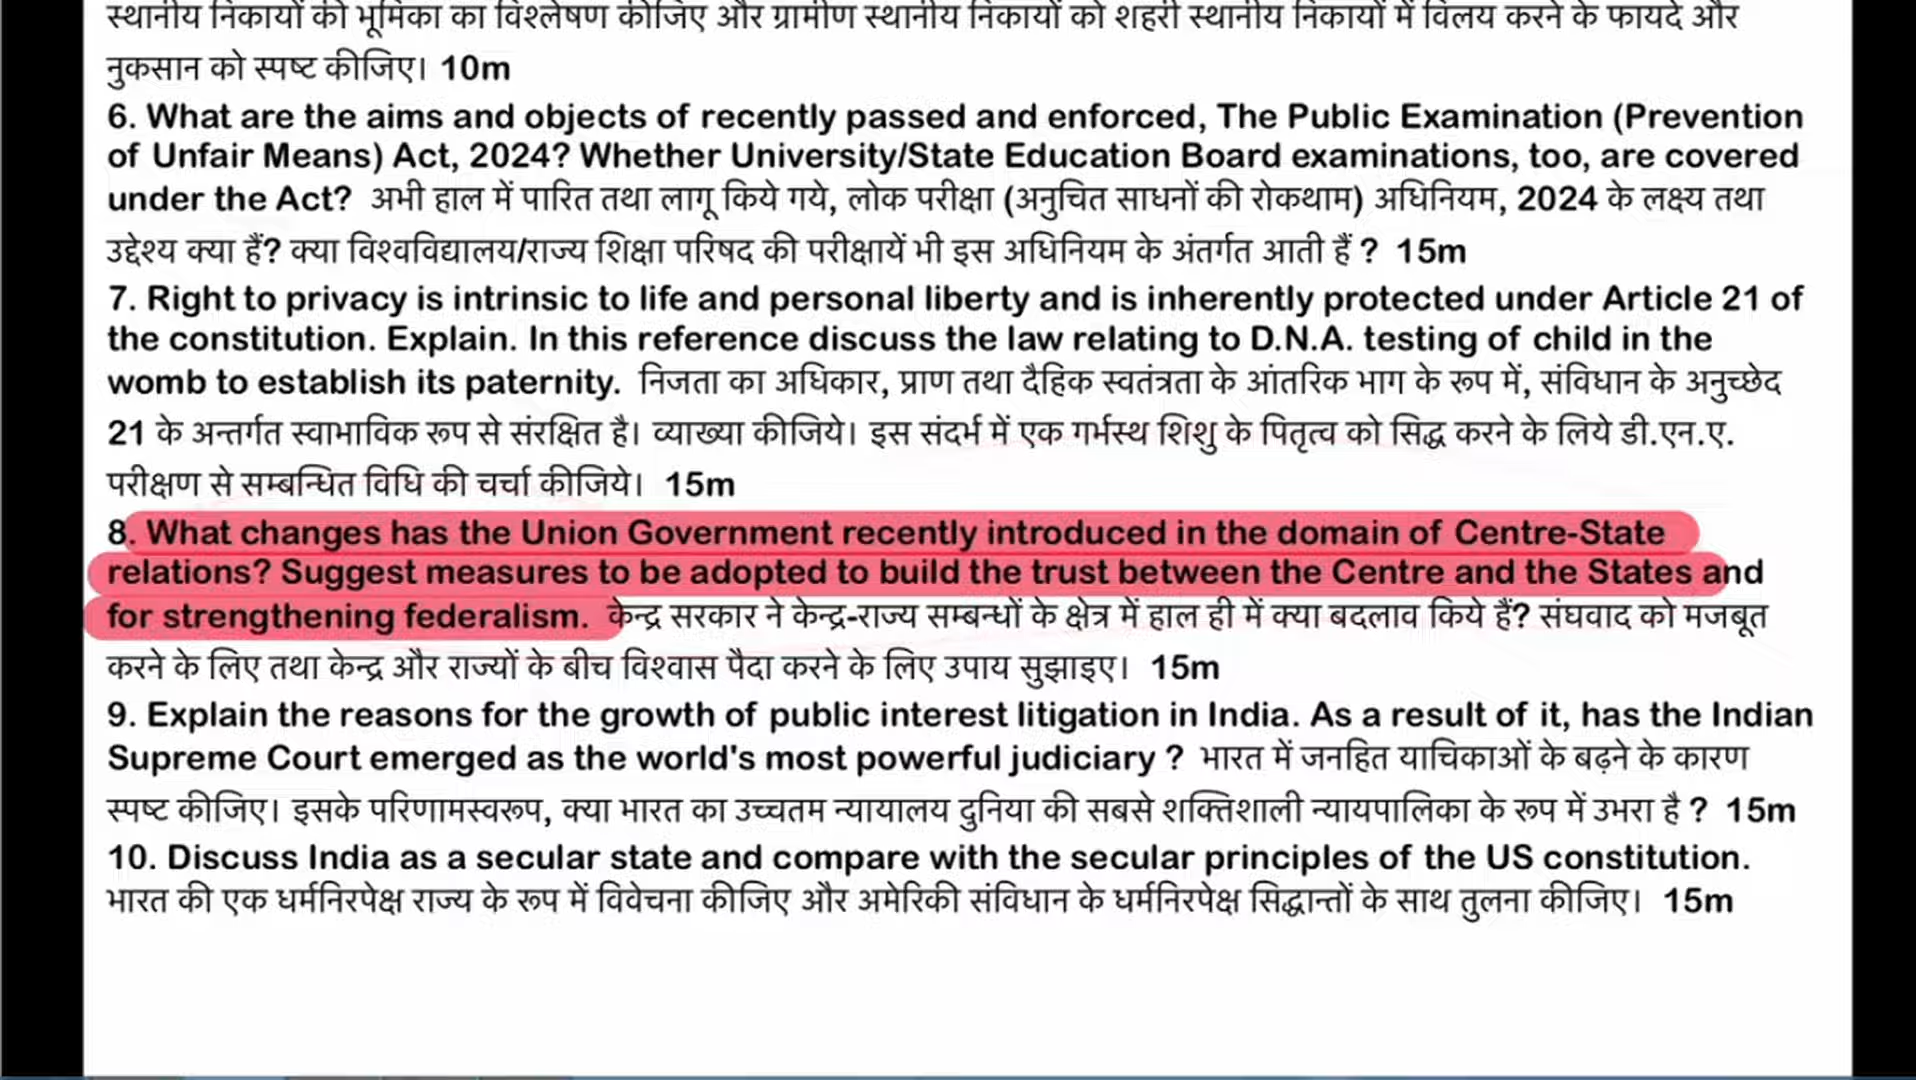 स्थानीय निकायों की भूमिका का विश्लेषण कीजिए और ग्रामीण स्थानीय निकायों को शहरी स्थानीय निकायों में विलय करने के फायदे और
नुकसान को स्पष्ट कीजिए। 10m
6. What are the aims and objects of recently passed and enforced, The Public Examination (Prevention
of Unfair Means) Act, 2024? Whether University/State Education Board examinations, too, are covered
under the Act? अभी हाल में पारित तथा लागू किये गये, लोक परीक्षा (अनुचित साधनों की रोकथाम) अधिनियम, 2024 के लक्ष्य तथा
उद्देश्य क्या हैं? क्या विश्वविद्यालय/राज्य शिक्षा परिषद की परीक्षायें भी इस अधिनियम के अंतर्गत आती हैं ? 15m
7. Right to privacy is intrinsic to life and personal liberty and is inherently protected under Article 21 of
the constitution. Explain. In this reference discuss the law relating to D.N.A. testing of child in the
womb to establish its paternity. निजता का अधिकार, प्राण तथा दैहिक स्वतंत्रता के आंतरिक भाग के रूप में, संविधान के अनुच्छेद
21 के अन्तर्गत स्वाभाविक रूप से संरक्षित है। व्याख्या कीजिये। इस संदर्भ में एक गर्भस्थ शिशु के पितृत्व को सिद्ध करने के लिये डी.एन.ए.
परीक्षण से सम्बन्धित विधि की चर्चा कीजिये। 15m
8. What changes has the Union Government recently introduced in the domain of Centre-State
relations? Suggest measures to be adopted to build the trust between the Centre and the States and
for strengthening federalism. केन्द्र सरकार ने केन्द्र-राज्य सम्बन्धों के क्षेत्र में हाल ही में क्या बदलाव किये हैं? संघवाद को मजबूत
करने के लिए तथा केन्द्र और राज्यों के बीच विश्वास पैदा करने के लिए उपाय सुझाइए। 15m
9. Explain the reasons for the growth of public interest litigation in India. As a result of it, has the Indian
Supreme Court emerged as the world's most powerful judiciary ? भारत में जनहित याचिकाओं के बढ़ने के कारण
स्पष्ट कीजिए। इसके परिणामस्वरूप, क्या भारत का उच्चतम न्यायालय दुनिया की सबसे शक्तिशाली न्यायपालिका के रूप में उभरा है ? 15m
10. Discuss India as a secular state and compare with the secular principles of the US constitution.
भारत की एक धर्मनिरपेक्ष राज्य के रूप में विवेचना कीजिए और अमेरिकी संविधान के धर्मनिरपेक्ष सिद्धान्तों के साथ तुलना कीजिए। 15m